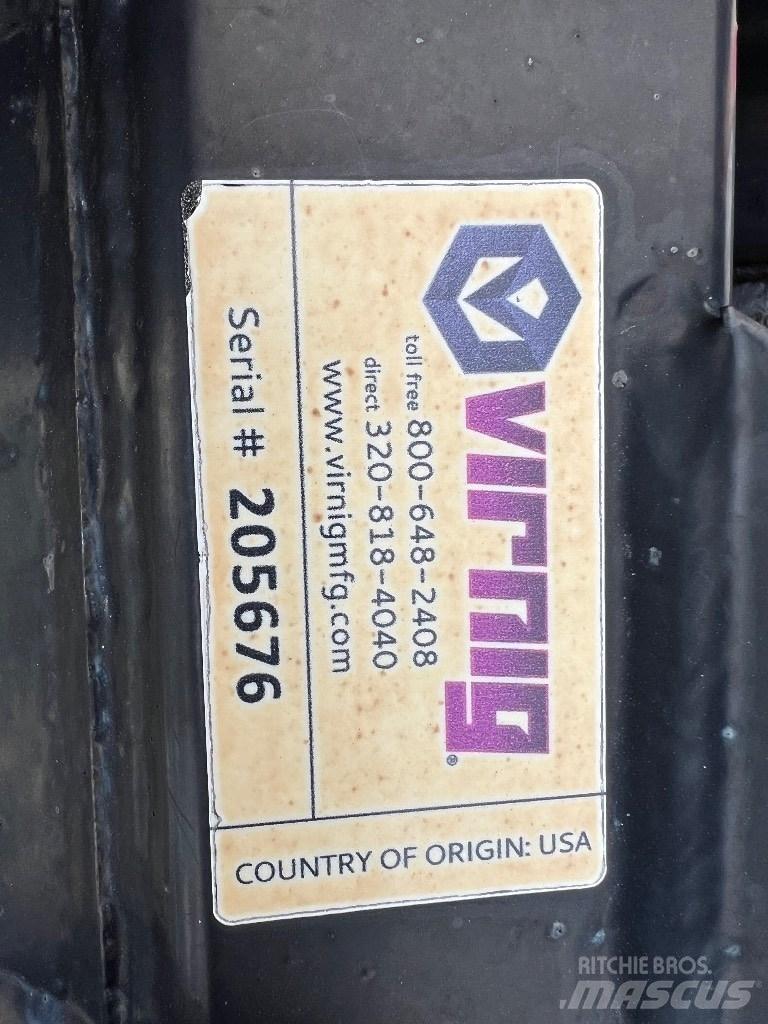 virnig®
toll free 800-648-2408
direct 320-818-4040
www.virnigmfg.com
Serial # 205676
COUNTRY OF ORIGIN: USA
RITCHIE BROS.
MASCUS